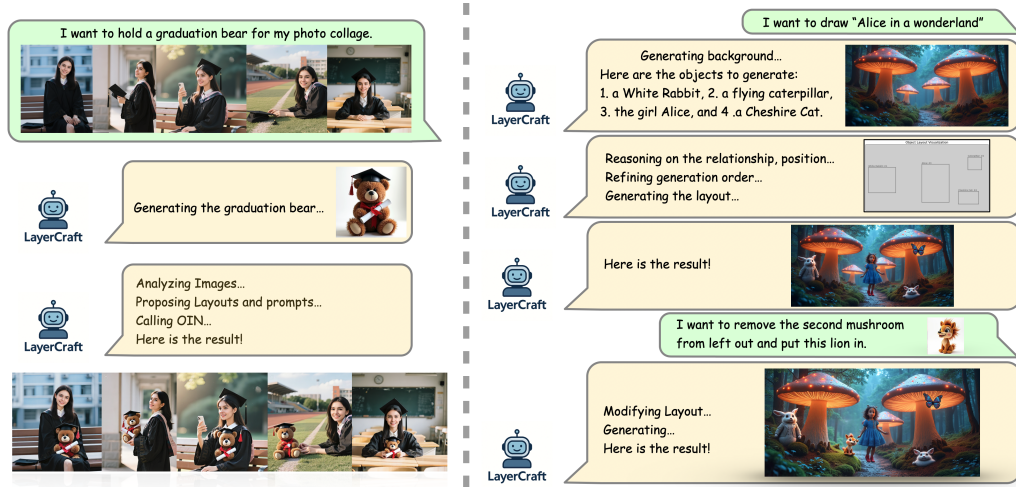 I want to hold a graduation bear for my photo collage.
LayerCraft
Generating the graduation bear...
LayerCraft
Analyzing Images...
Proposing Layouts and prompts...
Calling OIN...
Here is the result!
I want to draw “Alice in a wonderland”
LayerCraft
Generating background...
Here are the objects to generate:
1. a White Rabbit, 2. a flying caterpillar,
3. the girl Alice, and 4 .a Cheshire Cat.
LayerCraft
Reasoning on the relationship, position...
Refining generation order...
Generating the layout...
Object Layout Visualization
LayerCraft
Here is the result!
I want to remove the second mushroom
from left out and put this lion in.
LayerCraft
Modifying Layout...
Generating...
Here is the result!